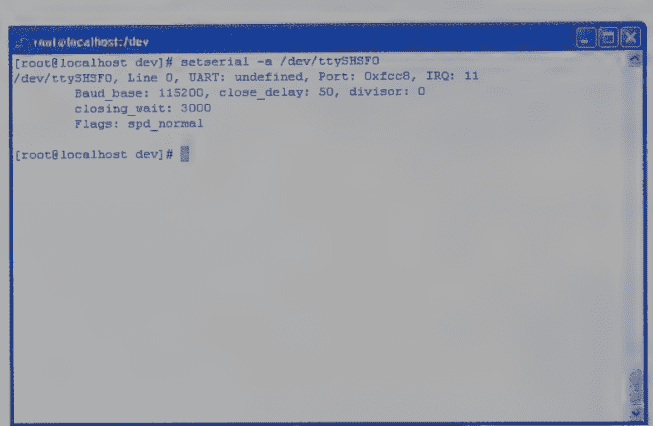 root@localhost:/dev
[root@localhost dev]# setserial -a /dev/ttySHSF0
/dev/ttySHSF0, Line 0, UART: undefined, Port: 0xfcc8, IRQ: 11
Baud_base: 115200, close_delay: 50, divisor: 0
closing_wait: 3000
Flags: spd_normal
[root@localhost dev]#